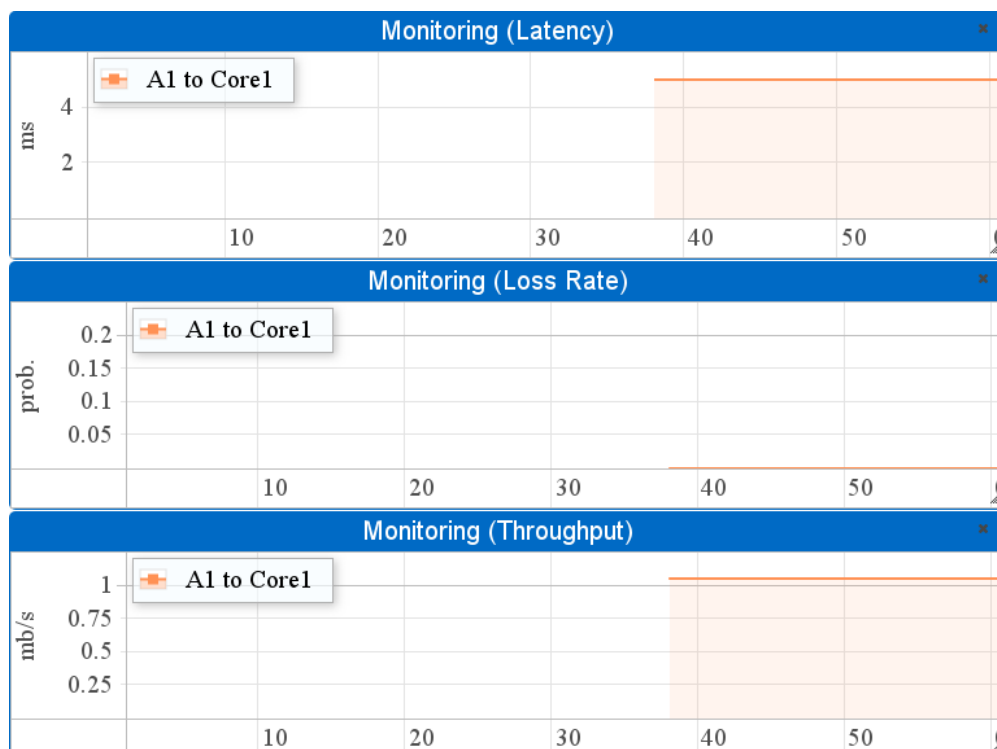 Monitoring (Latency)
A1 to Core1
ms
4
2
10 20 30 40 50
Monitoring (Loss Rate)
A1 to Core1
prob.
0.2
0.15
0.1
0.05
10 20 30 40 50
Monitoring (Throughput)
A1 to Core1
mb/s
1
0.75
0.5
0.25
10 20 30 40 50